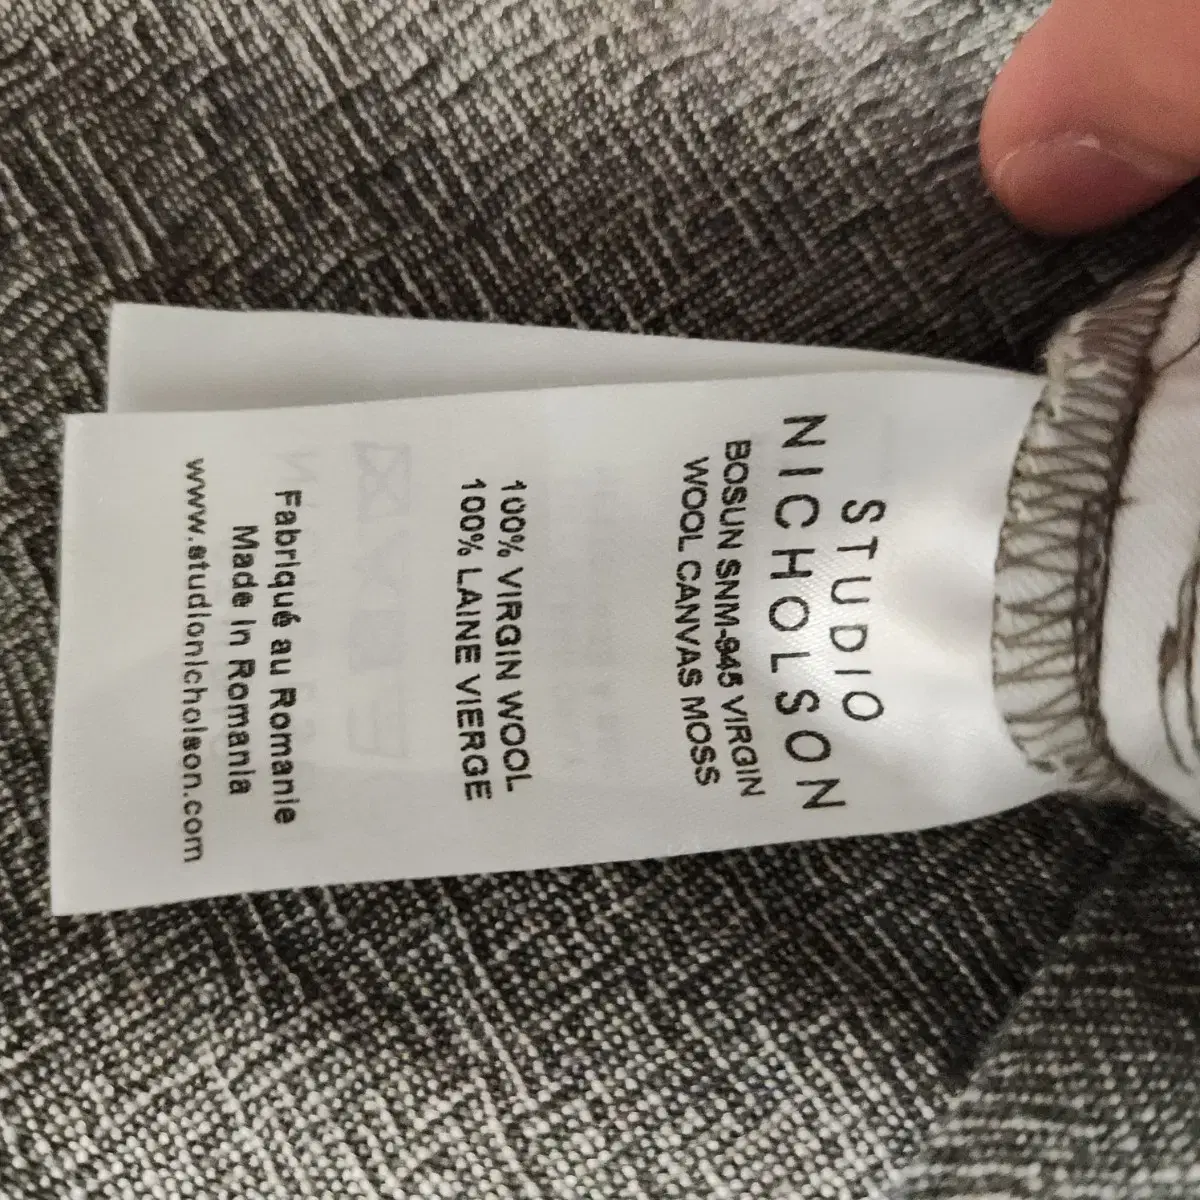 STUDIO
NICHOLSON
BOSUN SNM-945 VIRGIN
WOOL CANVAS MOSS
100% VIRGIN WOOL
100% LAINE VIERGE
Fabriqué au Romanie
Made In Romania
www.studionicholson.com